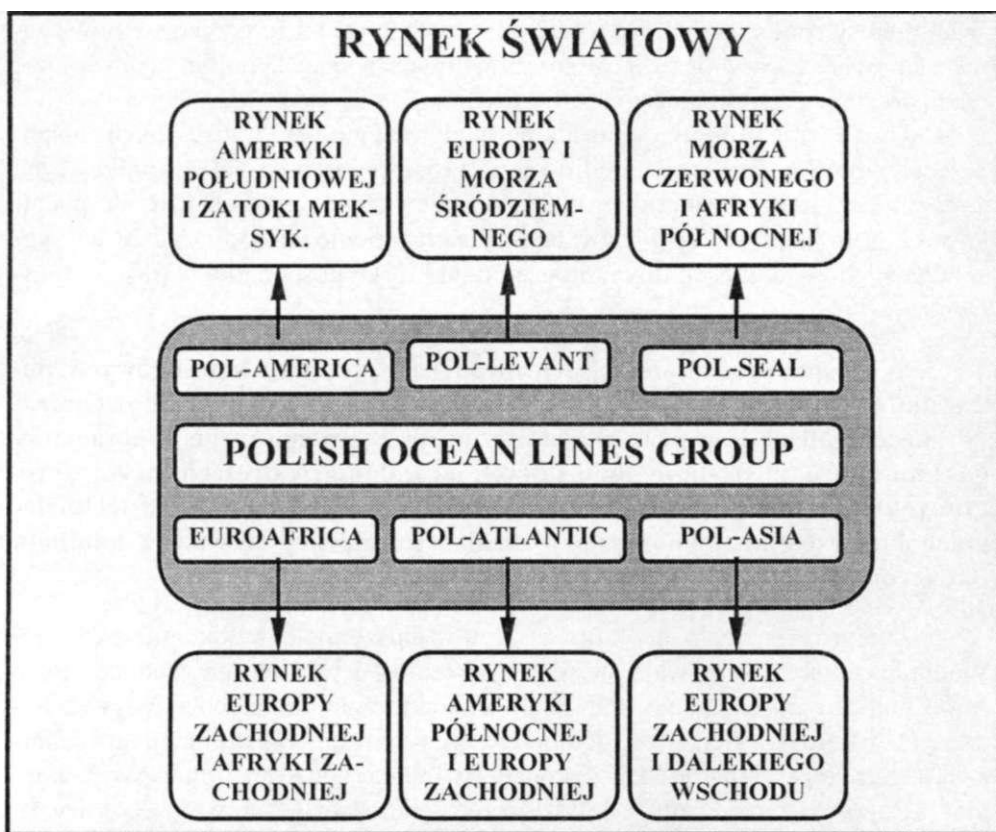 RYNEK ŚWIATOWY
RYNEK
AMERYKI
POŁUDNIOWEJ
I ZATOKI MEK-
SYK.
RYNEK
EUROPY I
MORZA
ŚRÓDZIEM-
NEGO
RYNEK
MORZA
CZERWONEGO
I AFRYKI
PÓŁNOCNEJ
POL-AMERICA
POL-LEVANT
POL-SEAL
POLISH OCEAN LINES GROUP
EUROAFRICA
POL-ATLANTIC
POL-ASIA
RYNEK
EUROPY
ZACHODNIEJ
I AFRYKI ZA-
CHODNIEJ
RYNEK
AMERYKI
PÓŁNOCNEJ
I EUROPY
ZACHODNIEJ
RYNEK
EUROPY
ZACHODNIEJ
I DALEKIEGO
WSCHODU